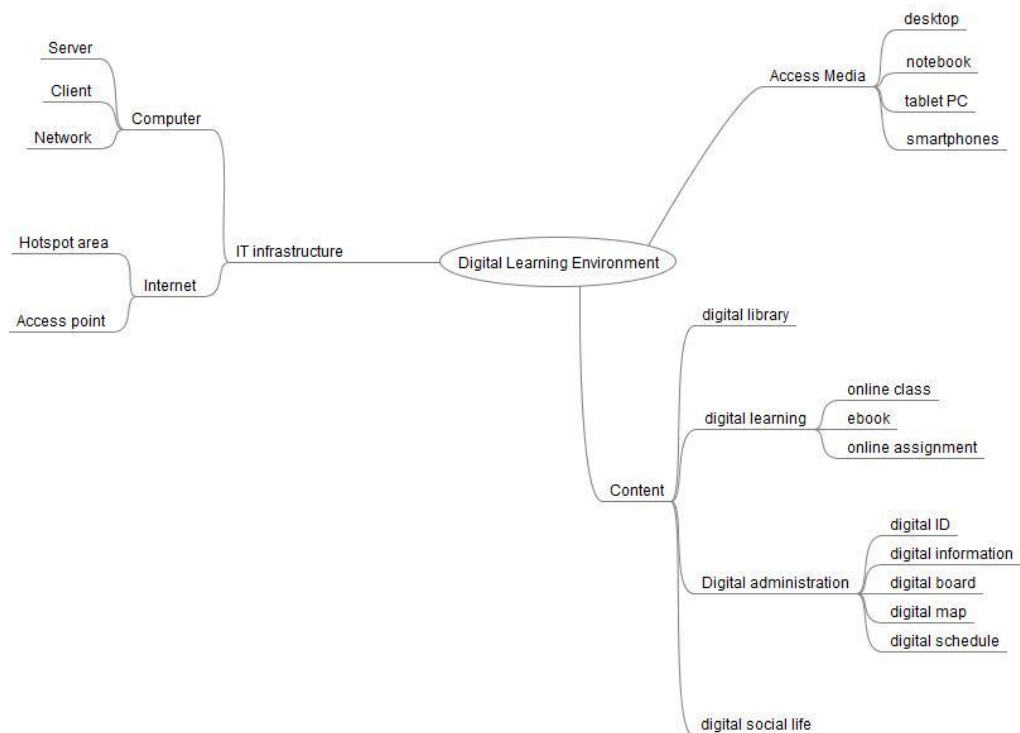 Digital Learning Environment
IT infrastructure
Computer
Server
Client
Network
Internet
Hotspot area
Access point
Access Media
desktop
notebook
tablet PC
smartphones
Content
digital library
digital learning
online class
ebook
online assignment
Digital administration
digital ID
digital information
digital board
digital map
digital schedule
digital social life